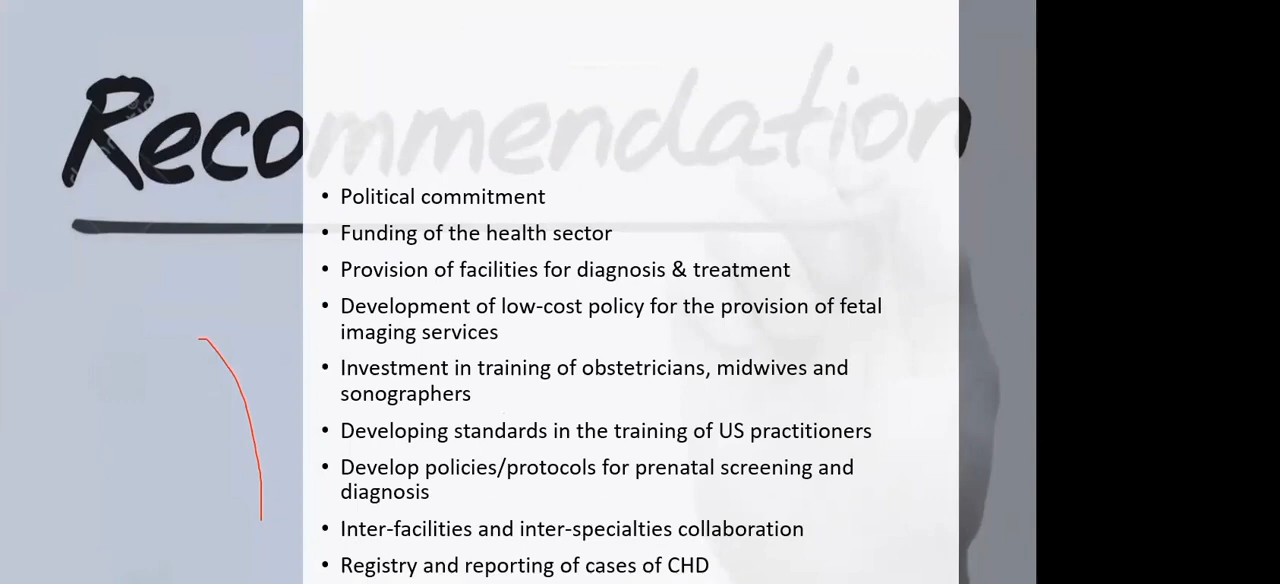 Recommendation
• Political commitment
• Funding of the health sector
• Provision of facilities for diagnosis & treatment
• Development of low-cost policy for the provision of fetal
imaging services
• Investment in training of obstetricians, midwives and
sonographers
• Developing standards in the training of US practitioners
• Develop policies/protocols for prenatal screening and
diagnosis
• Inter-facilities and inter-specialties collaboration
• Registry and reporting of cases of CHD